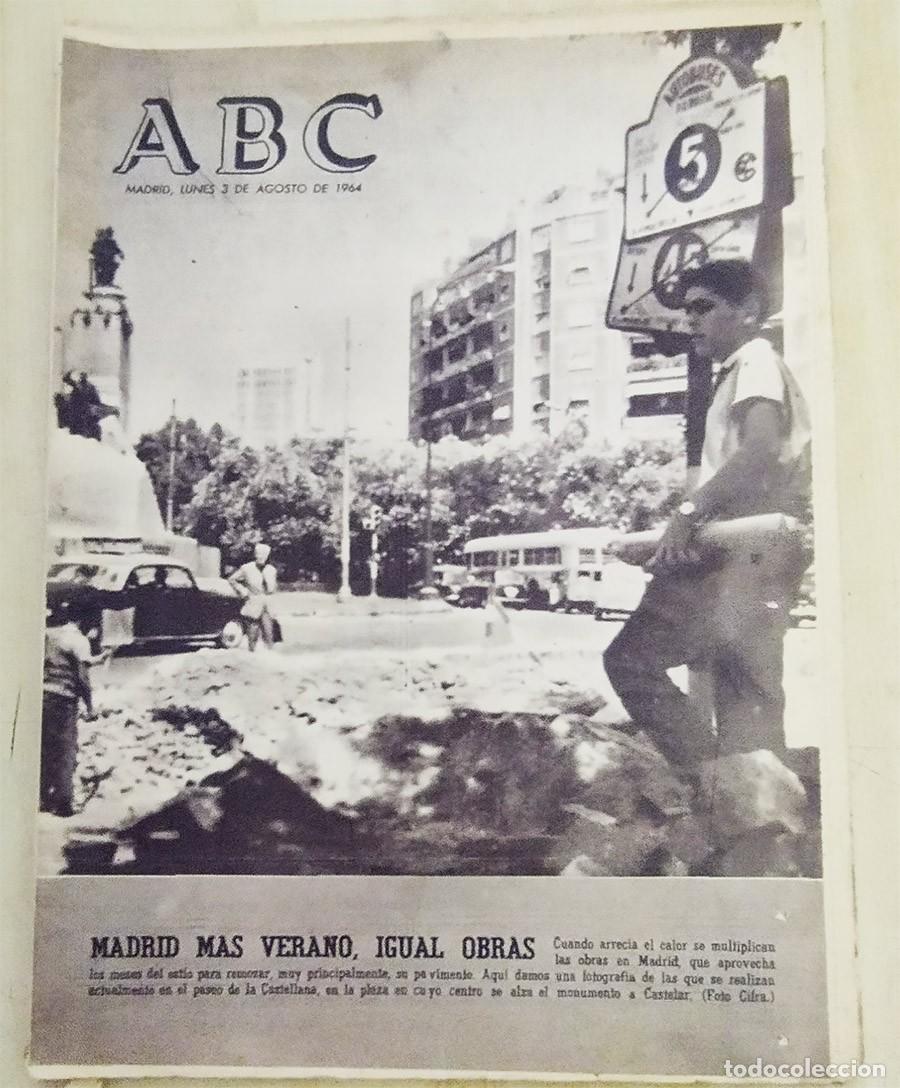 ABC
MADRID, LUNES 3 DE AGOSTO DE 1964
AUTOBUSES
5
45
MADRID MAS VERANO, IGUAL OBRAS
Cuando arrecia el calor se multiplican
las obras en Madrid, que aprovecha
los meses del estío para remozar, muy principalmente, su pavimento. Aquí damos una fotografía de las que se realizan
actualmente en el paseo de la Castellana, en la plaza en cuyo centro se alza el monumento a Castelar. (Foto Cifra.)
todocoleccion